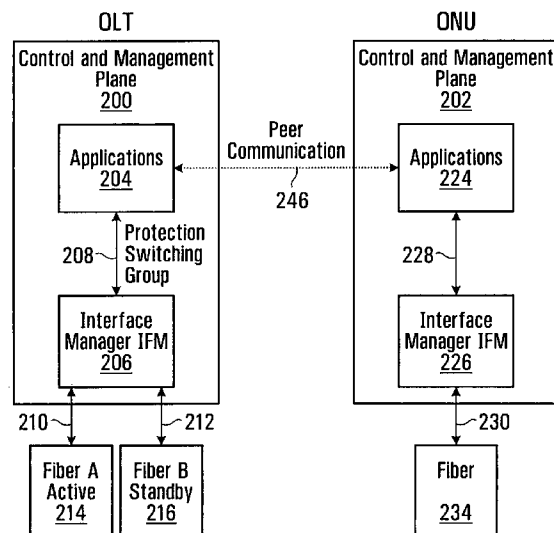 OLT
Control and Management
Plane
200
Applications
204
208
Protection
Switching
Group
Interface
Manager IFM
206
210
212
Fiber A
Active
214
Fiber B
Standby
216
Peer
Communication
246
ONU
Control and Management
Plane
202
Applications
224
228
Interface
Manager IFM
226
230
Fiber
234